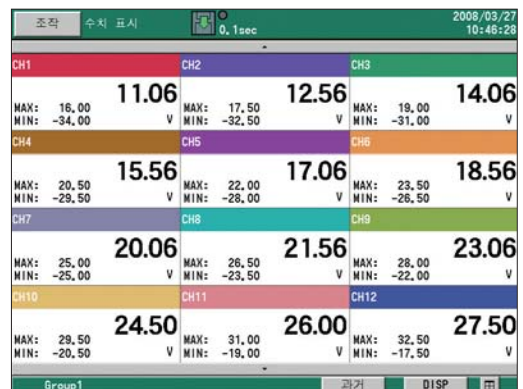 조작 수치 표시 0.1sec 2008/03/27 10:46:28
CH1 CH2 CH3
11.06 12.56 14.06
MAX: 16.00 MAX: 17.50 MAX: 19.00
MIN: -34.00 V MIN: -32.50 V MIN: -31.00 V
CH4 CH5 CH6
15.56 17.06 18.56
MAX: 20.50 MAX: 22.00 MAX: 23.50
MIN: -29.50 V MIN: -28.00 V MIN: -26.50 V
CH7 CH8 CH9
20.06 21.56 23.06
MAX: 25.00 MAX: 26.50 MAX: 28.00
MIN: -25.00 V MIN: -23.50 V MIN: -22.00 V
CH10 CH11 CH12
24.50 26.00 27.50
MAX: 29.50 MAX: 31.00 MAX: 32.50
MIN: -20.50 V MIN: -19.00 V MIN: -17.50 V
Group1 과거 DISP